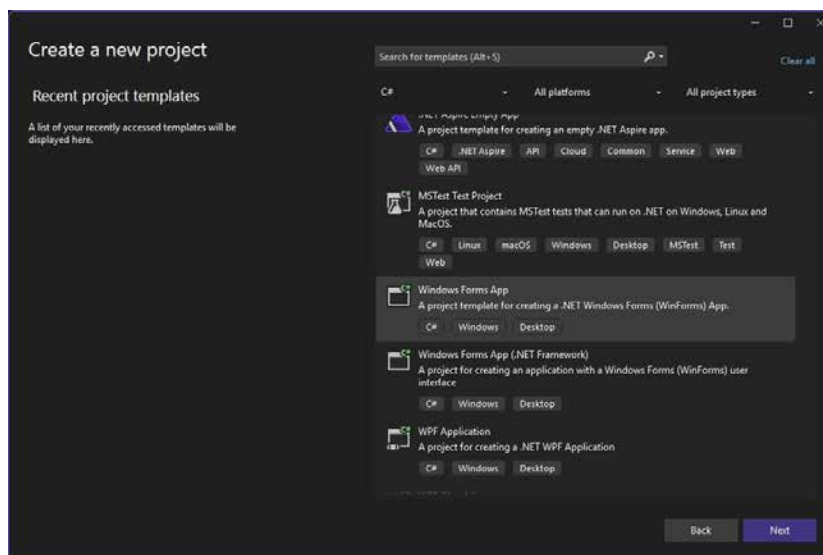 Create a new project
Recent project templates
A list of your recently accessed templates will be
displayed here.
Search for templates (Alt+S)
Clear all
C#
All platforms
All project types
.NET Aspire Empty App
A project template for creating an empty .NET Aspire app.
C# .NET Aspire API Cloud Common Service Web
Web API
MSTest Test Project
A project that contains MSTest tests that can run on .NET on Windows, Linux and
MacOS.
C# Linux macOS Windows Desktop MSTest Test
Web
Windows Forms App
A project template for creating a .NET Windows Forms (WinForms) App.
C# Windows Desktop
Windows Forms App (.NET Framework)
A project for creating an application with a Windows Forms (WinForms) user
interface
C# Windows Desktop
WPF Application
A project for creating a .NET WPF Application
C# Windows Desktop
Back
Next